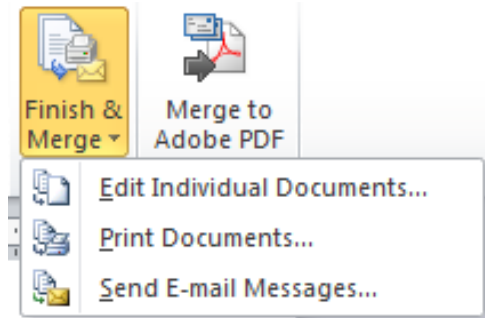 Finish &
Merge
Merge to
Adobe PDF
Edit Individual Documents...
Print Documents...
Send E-mail Messages...